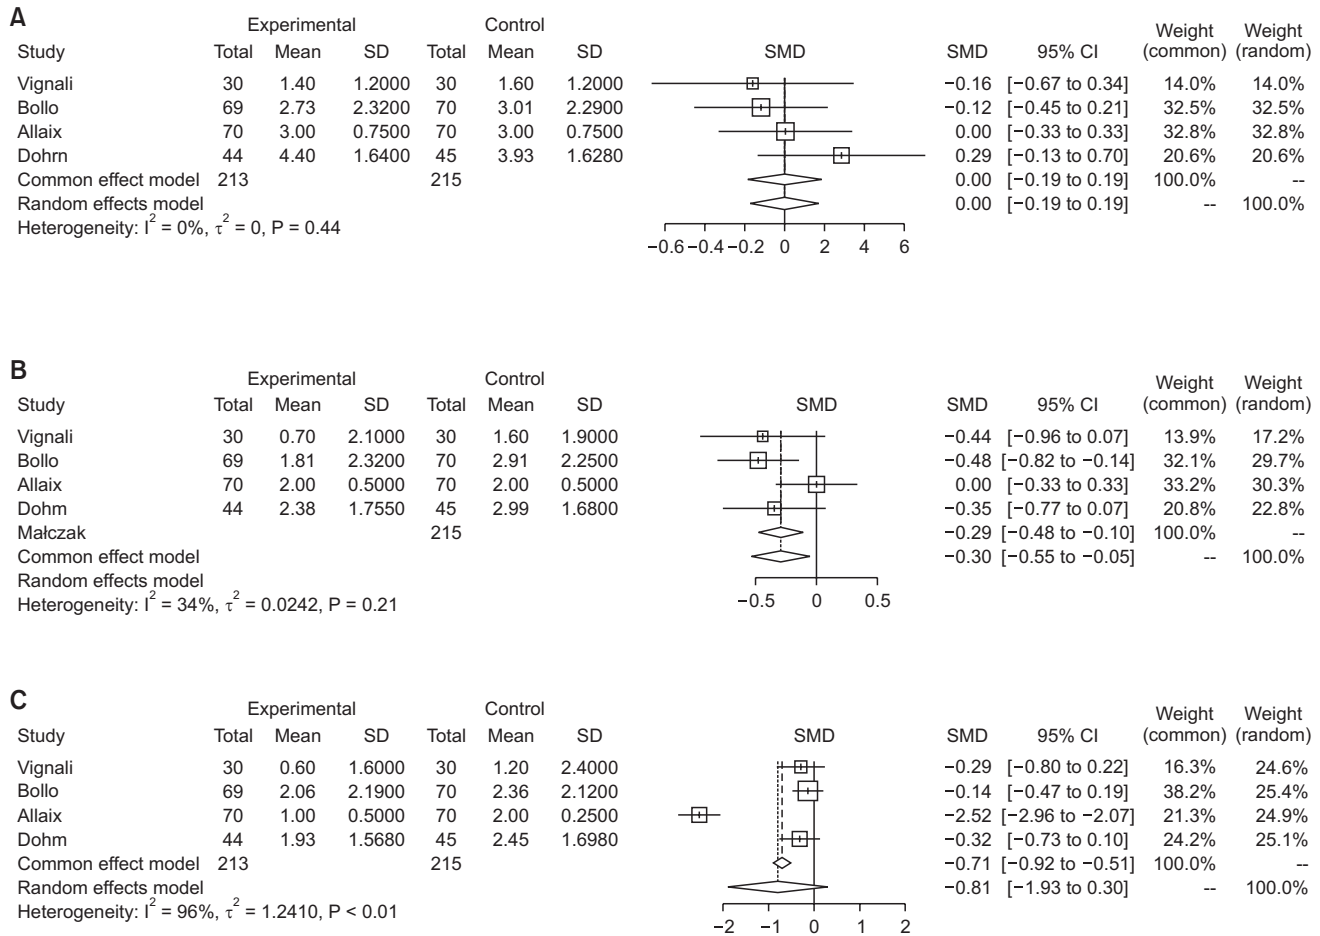 A
Experimental Control Weight Weight
Study Total Mean SD Total Mean SD SMD SMD 95% CI (common) (random)
Vignali 30 1.40 1.2000 30 1.60 1.2000 −0.16 [−0.67 to 0.34] 14.0% 14.0%
Bollo 69 2.73 2.3200 70 3.01 2.2900 −0.12 [−0.45 to 0.21] 32.5% 32.5%
Allaix 70 3.00 0.7500 70 3.00 0.7500 0.00 [−0.33 to 0.33] 32.8% 32.8%
Dohrn 44 4.40 1.6400 45 3.93 1.6280 0.29 [−0.13 to 0.70] 20.6% 20.6%
Common effect model 213 215 0.00 [−0.19 to 0.19] 100.0% --
Random effects model 0.00 [−0.19 to 0.19] -- 100.0%
Heterogeneity: I² = 0%, τ² = 0, P = 0.44
−0.6 −0.4 −0.2 0 2 4 6
B
Experimental Control Weight Weight
Study Total Mean SD Total Mean SD SMD SMD 95% CI (common) (random)
Vignali 30 0.70 2.1000 30 1.60 1.9000 −0.44 [−0.96 to 0.07] 13.9% 17.2%
Bollo 69 1.81 2.3200 70 2.91 2.2500 −0.48 [−0.82 to −0.14] 32.1% 29.7%
Allaix 70 2.00 0.5000 70 2.00 0.5000 0.00 [−0.33 to 0.33] 33.2% 30.3%
Dohm 44 2.38 1.7550 45 2.99 1.6800 −0.35 [−0.77 to 0.07] 20.8% 22.8%
Małczak 215 −0.29 [−0.48 to −0.10] 100.0% --
Common effect model −0.30 [−0.55 to −0.05] -- 100.0%
Random effects model
Heterogeneity: I² = 34%, τ² = 0.0242, P = 0.21
−0.5 0 0.5
C
Experimental Control Weight Weight
Study Total Mean SD Total Mean SD SMD SMD 95% CI (common) (random)
Vignali 30 0.60 1.6000 30 1.20 2.4000 −0.29 [−0.80 to 0.22] 16.3% 24.6%
Bollo 69 2.06 2.1900 70 2.36 2.1200 −0.14 [−0.47 to 0.19] 38.2% 25.4%
Allaix 70 1.00 0.5000 70 2.00 0.2500 −2.52 [−2.96 to −2.07] 21.3% 24.9%
Dohm 44 1.93 1.5680 45 2.45 1.6980 −0.32 [−0.73 to 0.10] 24.2% 25.1%
Common effect model 213 215 −0.71 [−0.92 to −0.51] 100.0% --
Random effects model −0.81 [−1.93 to 0.30] -- 100.0%
Heterogeneity: I² = 96%, τ² = 1.2410, P < 0.01
−2 −1 0 1 2